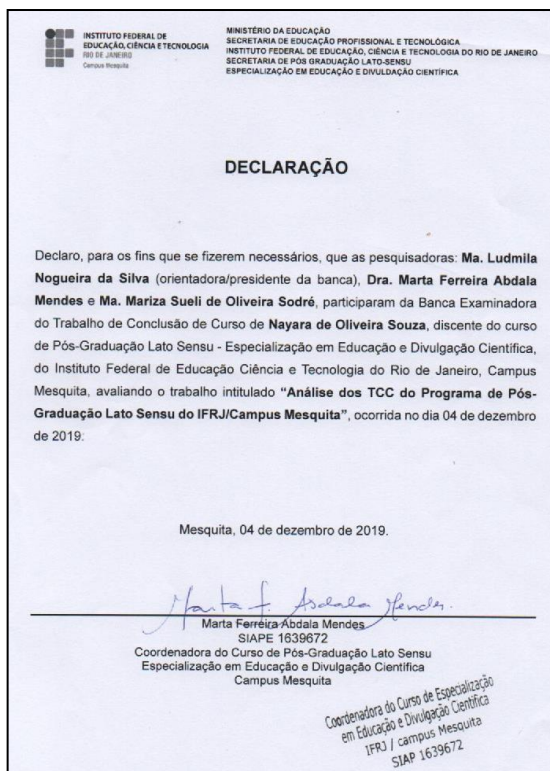 INSTITUTO FEDERAL DE
EDUCAÇÃO, CIÊNCIA E TECNOLOGIA
RIO DE JANEIRO
Campus Mesquita
MINISTÉRIO DA EDUCAÇÃO
SECRETARIA DE EDUCAÇÃO PROFISSIONAL E TECNOLÓGICA
INSTITUTO FEDERAL DE EDUCAÇÃO, CIÊNCIA E TECNOLOGIA DO RIO DE JANEIRO
SECRETARIA DE PÓS GRADUAÇÃO LATO-SENSU
ESPECIALIZAÇÃO EM EDUCAÇÃO E DIVULDAÇÃO CIENTÍFICA
DECLARAÇÃO
Declaro, para os fins que se fizerem necessários, que as pesquisadoras: Ma. Ludmila
Nogueira da Silva (orientadora/presidente da banca), Dra. Marta Ferreira Abdala
Mendes e Ma. Mariza Sueli de Oliveira Sodré, participaram da Banca Examinadora
do Trabalho de Conclusão de Curso de Nayara de Oliveira Souza, discente do curso
de Pós-Graduação Lato Sensu - Especialização em Educação e Divulgação Científica,
do Instituto Federal de Educação Ciência e Tecnologia do Rio de Janeiro, Campus
Mesquita, avaliando o trabalho intitulado “Análise dos TCC do Programa de Pós-
Graduação Lato Sensu do IFRJ/Campus Mesquita”, ocorrida no dia 04 de dezembro
de 2019.
Mesquita, 04 de dezembro de 2019.
Marta F. Abdala Mendes.
Marta Ferreira Abdala Mendes
SIAPE 1639672
Coordenadora do Curso de Pós-Graduação Lato Sensu
Especialização em Educação e Divulgação Científica
Campus Mesquita
Coordenadora do Curso de Especialização
em Educação e Divulgação Científica
IFRJ / campus Mesquita
SIAP 1639672